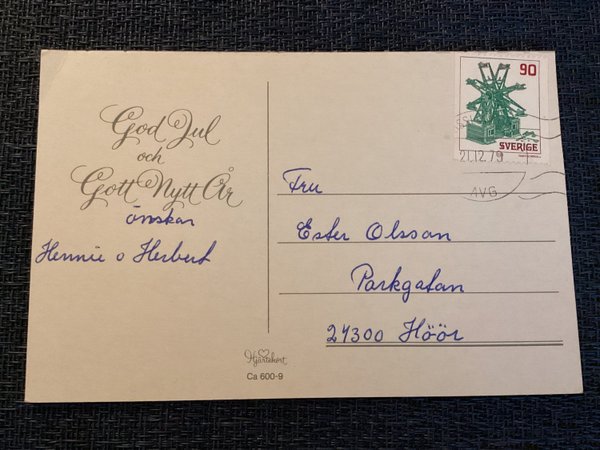 God Jul
och
Gott Nytt År
önskar
Hennie o Herbert
Hjärtekort
Ca 600-9
90
SVERIGE
21.12.79
AVG
Fru
Ester Olsson
Parkgatan
24300 Höör